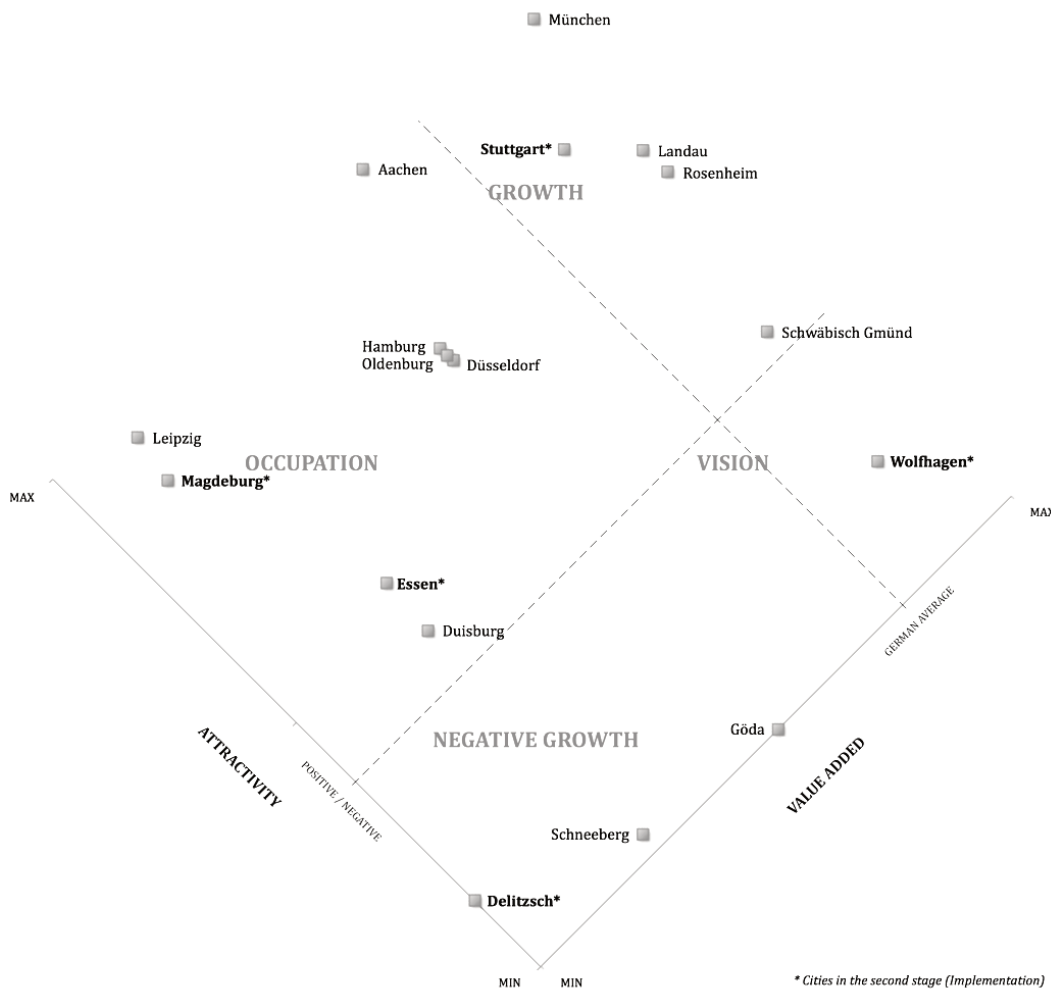 München
Stuttgart*
Landau
Aachen
Rosenheim
GROWTH
Schwäbisch Gmünd
Hamburg
Oldenburg
Düsseldorf
Leipzig
OCCUPATION
VISION
Wolfhagen*
Magdeburg*
MAX
MAX
Essen*
GERMAN AVERAGE
Duisburg
Göda
NEGATIVE GROWTH
ATTRACTIVITY
VALUE ADDED
POSITIVE / NEGATIVE
Schneeberg
Delitzsch*
MIN
MIN
* Cities in the second stage (Implementation)